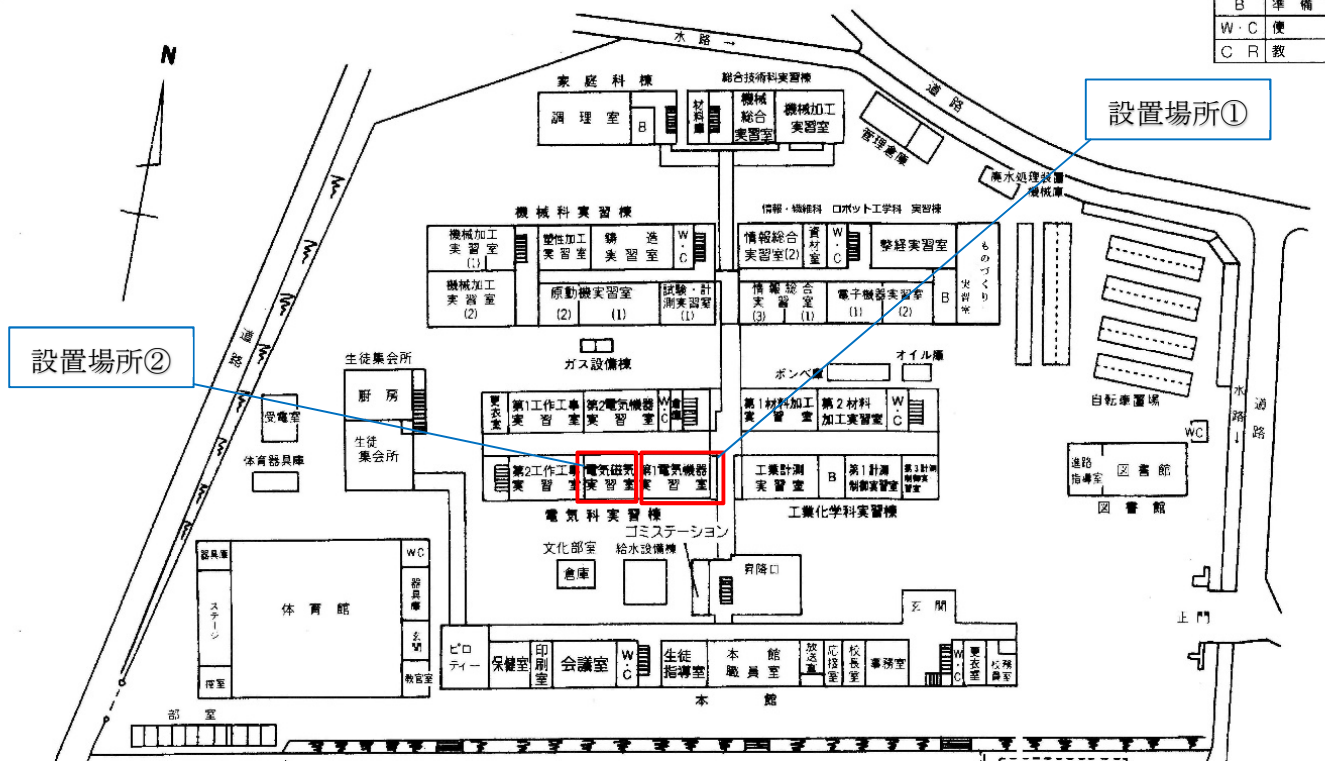 B 準備
W・C 便
C R 教
N
水路→
道路
家庭科棟
総合技術科実習棟
調理室
B
材料庫
機械
総合
実習室
機械加工
実習室
管理倉庫
設置場所①
廃水処理装置
機械庫
機械科実習棟
情報・繊維科 ロボット工学科 実習棟
機械加工
実習室
(1)
塑性加工
実習室
鋳造
実習室
W・C
情報総合
実習室(2)
資材室
W・C
整経実習室
ものづくり
実習室
機械加工
実習室
(2)
原動機実習室
(2) (1)
試験・計
測実習室
(1)
情報総合
実習室
(3) (1)
電子機器実習室
(1) (2)
B
道路
設置場所②
生徒集会所
ガス設備棟
ボンベ庫
オイル庫
厨房
受電室
更衣室
第1工作工事
実習室
第2電気機器
実習室
W・C
倉庫
第1材料加工
実習室
第2材料
加工実習室
W・C
自転車置場
水路→
道路
生徒
集会所
体育器具庫
第2工作工事
実習室
電気磁気
実習室
第1電気機器
実習室
工業計測
実習室
B
第1計測
制御実習室
第3計測
制御実
習室
WC
進路
指導室
図書館
図書館
電気科実習棟
工業化学科実習棟
ゴミステーション
文化部室
給水設備棟
倉庫
昇降口
器具庫
WC
ステージ
体育館
器具庫
玄関
教官室
控室
玄関
正門
ピロ
ティー
保健室
印刷室
会議室
W・C
生徒
指導室
本館
職員室
放送室
応接室
校長室
事務室
W・C
更衣室
校務
員室
本館
部室